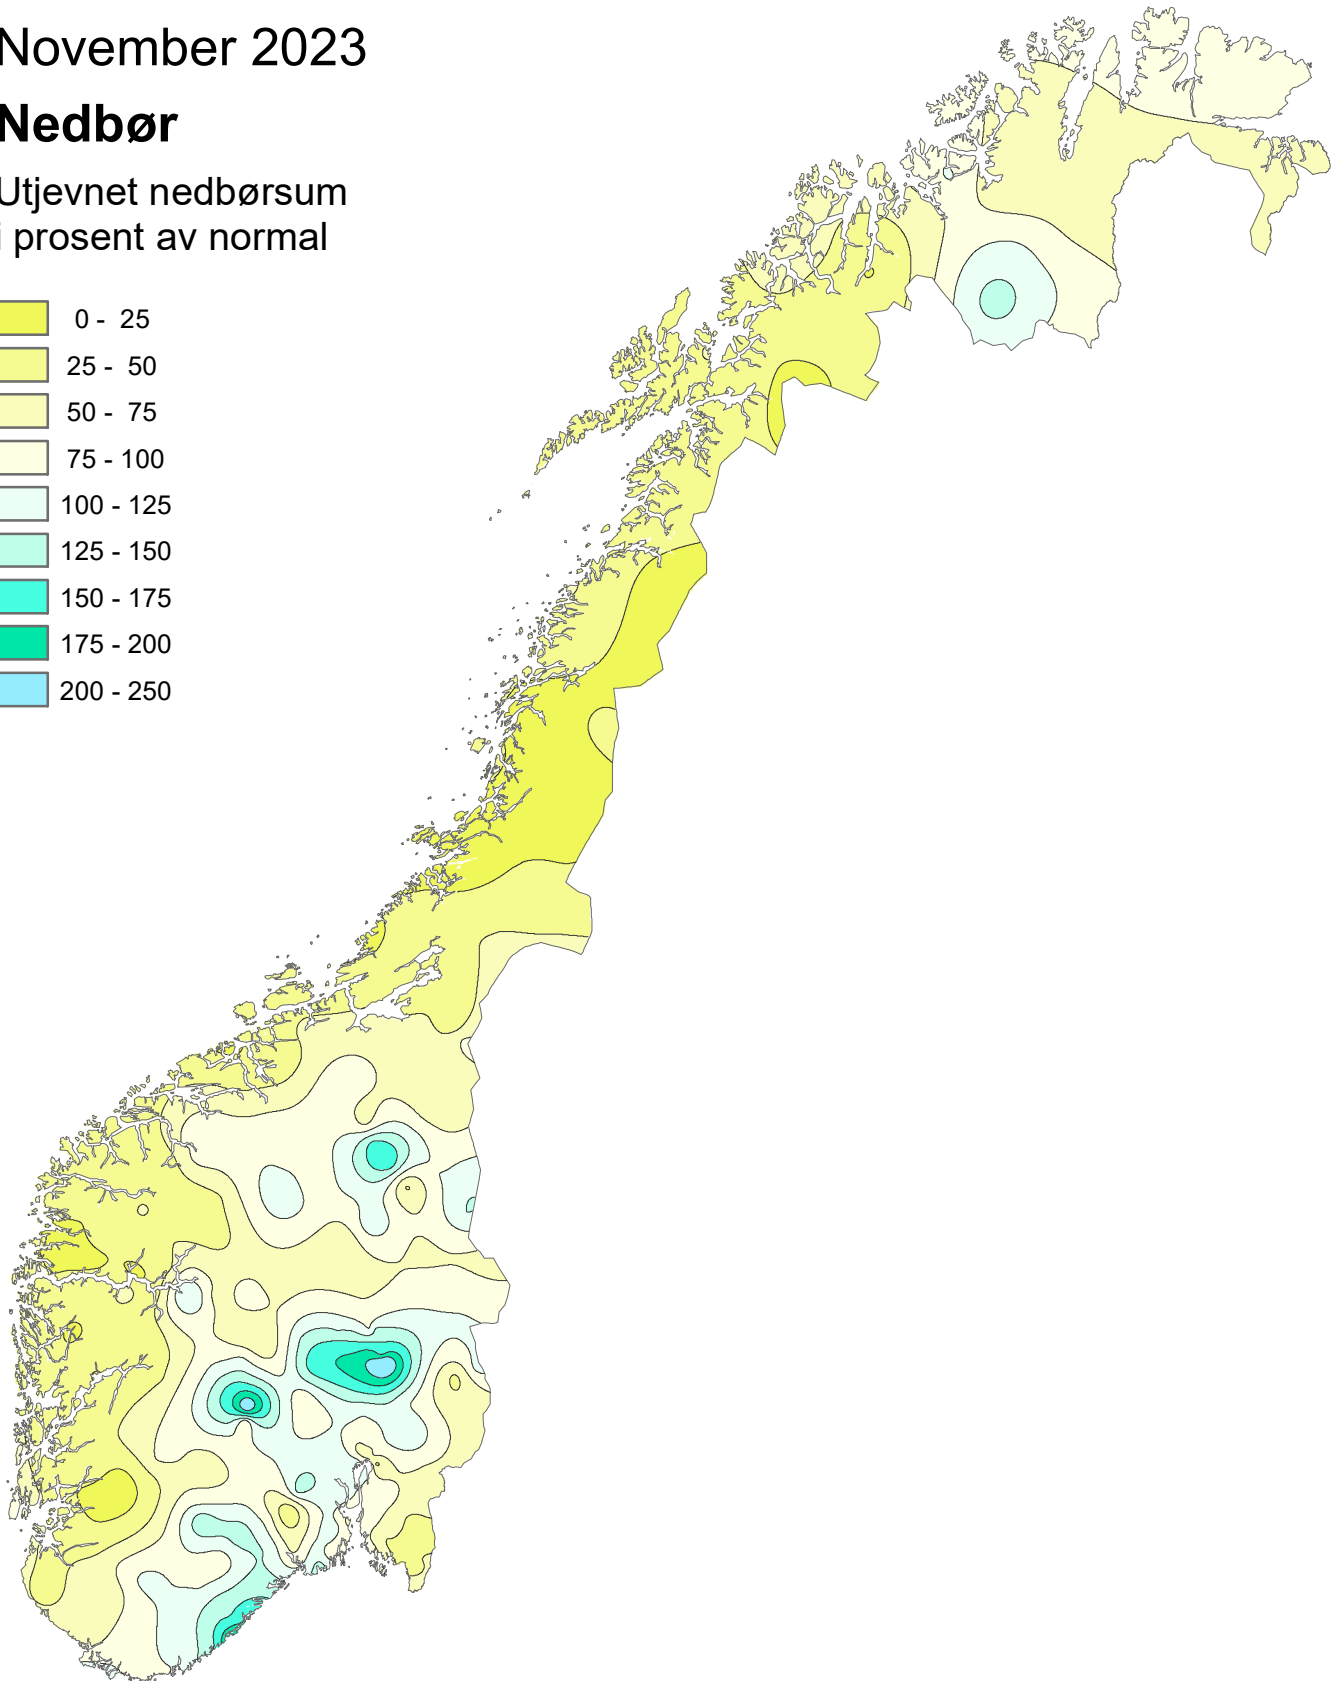 November 2023
Nedbør
Utjevnet nedbørsum
i prosent av normal
0 - 25
25 - 50
50 - 75
75 - 100
100 - 125
125 - 150
150 - 175
175 - 200
200 - 250